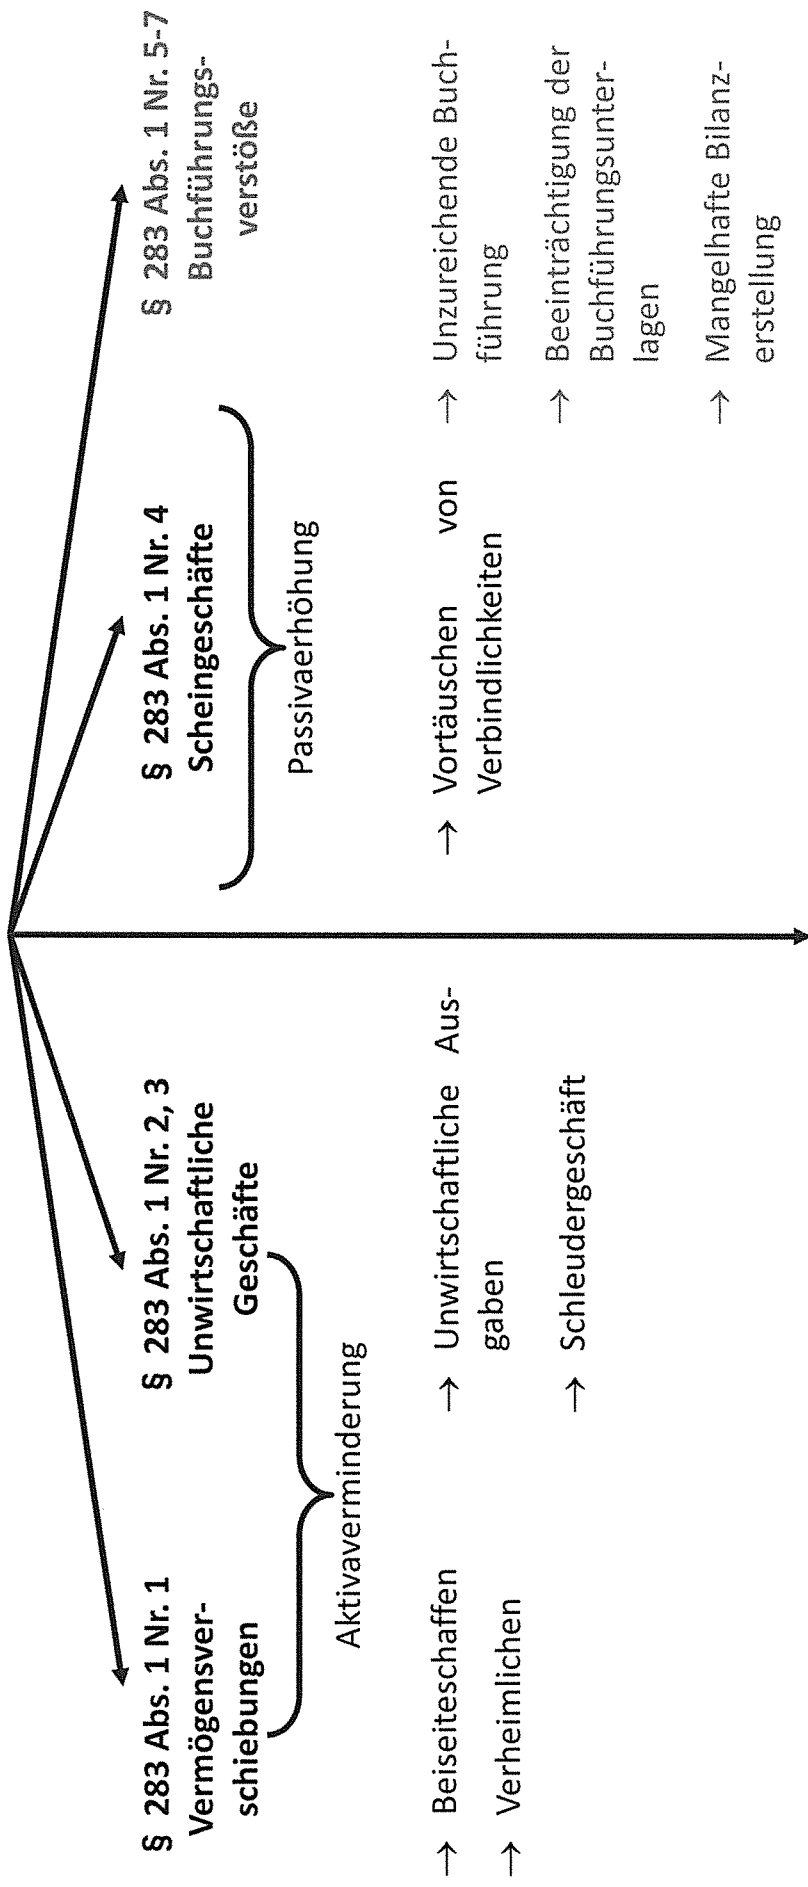 § 283 Abs. 1 Nr. 1
Vermögensver-
schiebungen
§ 283 Abs. 1 Nr. 2, 3
Unwirtschaftliche
Geschäfte
Aktivaverminderung
§ 283 Abs. 1 Nr. 4
Scheingeschäfte
Passivaerhöhung
§ 283 Abs. 1 Nr. 5-7
Buchführungs-
verstöße
→ Beiseiteschaffen
→ Verheimlichen
→ Unwirtschaftliche Aus-
gaben
→ Schleudergeschäft
→ Vortäuschen von
Verbindlichkeiten
→ Unzureichende Buch-
führung
→ Beeinträchtigung der
Buchführungsunter-
lagen
→ Mangelhafte Bilanz-
erstellung